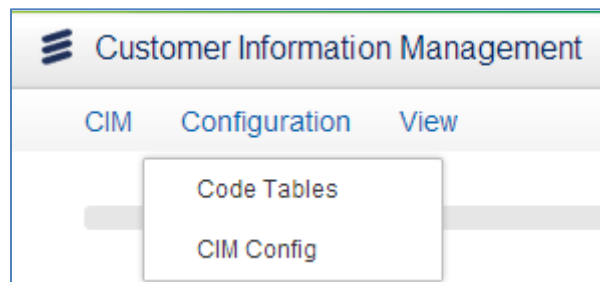 Customer Information Management
CIM Configuration View
Code Tables
CIM Config